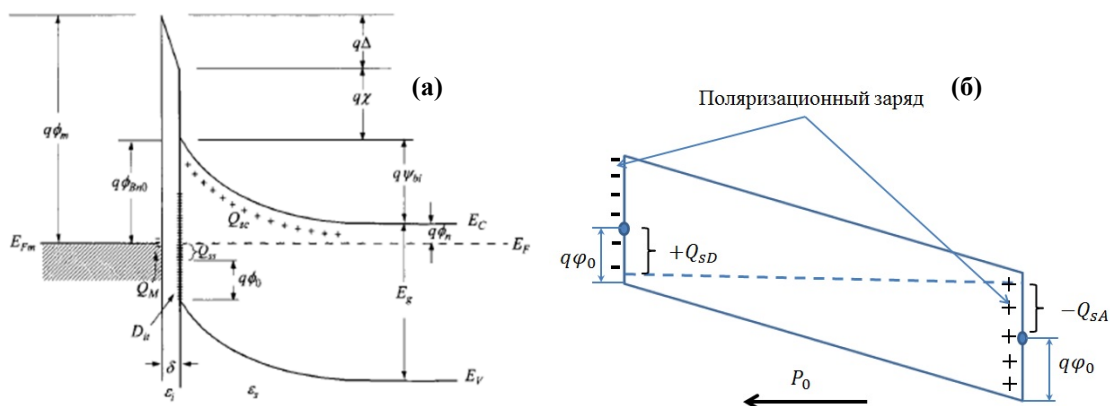 (а)
qΔ
qχ
qϕm
qϕBn0
qψbi
Qsc
EC
qϕn
EFm
EF
Qss
QM
qϕ0
Eg
Dit
δ
εi
εs
EV
(б)
Поляризационный заряд
qφ0
+QsD
−QsA
qφ0
P0